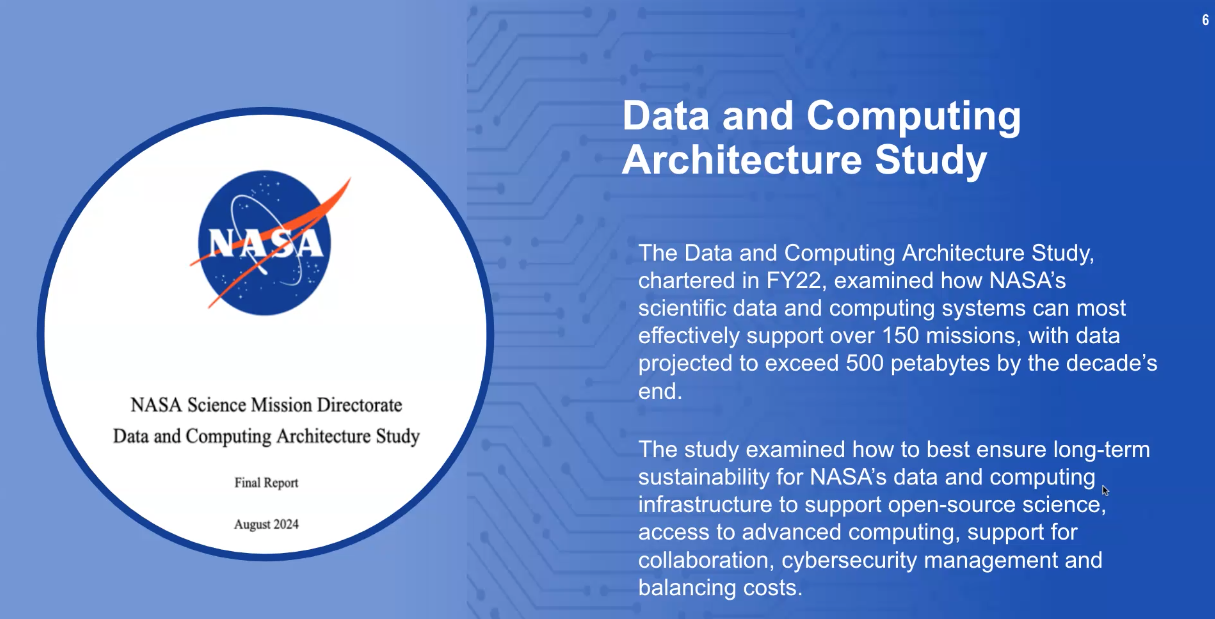 6
NASA
NASA Science Mission Directorate
Data and Computing Architecture Study
Final Report
August 2024
Data and Computing
Architecture Study
The Data and Computing Architecture Study,
chartered in FY22, examined how NASA’s
scientific data and computing systems can most
effectively support over 150 missions, with data
projected to exceed 500 petabytes by the decade’s
end.
The study examined how to best ensure long-term
sustainability for NASA’s data and computing
infrastructure to support open-source science,
access to advanced computing, support for
collaboration, cybersecurity management and
balancing costs.